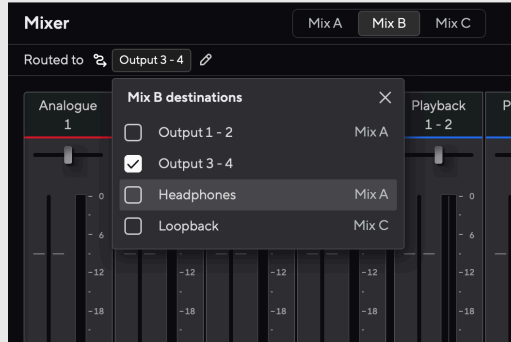 Mixer
Mix A Mix B Mix C
Routed to Output 3 - 4
Mix B destinations
Analogue
1
Playback
1 - 2
P
Output 1 - 2 Mix A
Output 3 - 4
Headphones Mix A
Loopback Mix C
0 0
6 6
-12 -12 -12 -12 -12
-18 -18 -18 -18 -18